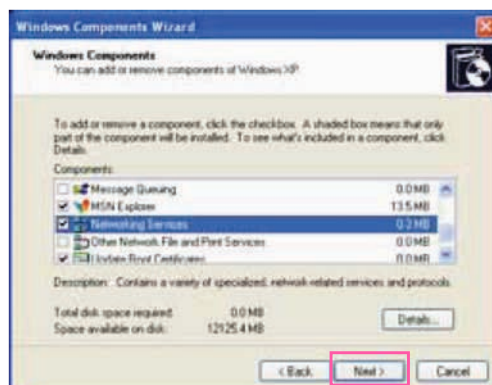 Windows Components Wizard
Windows Components
You can add or remove components of Windows XP.
To add or remove a component, click the checkbox. A shaded box means that only
part of the component will be installed. To see what's included in a component, click
Details.
Components:
Message Queuing 0.0 MB
MSN Explorer 13.5 MB
Networking Services 0.3 MB
Other Network File and Print Services 0.0 MB
Update Root Certificates 0.0 MB
Description: Contains a variety of specialized, network-related services and protocols.
Total disk space required: 0.0 MB
Space available on disk: 12125.4 MB
Details...
< Back
Next >
Cancel